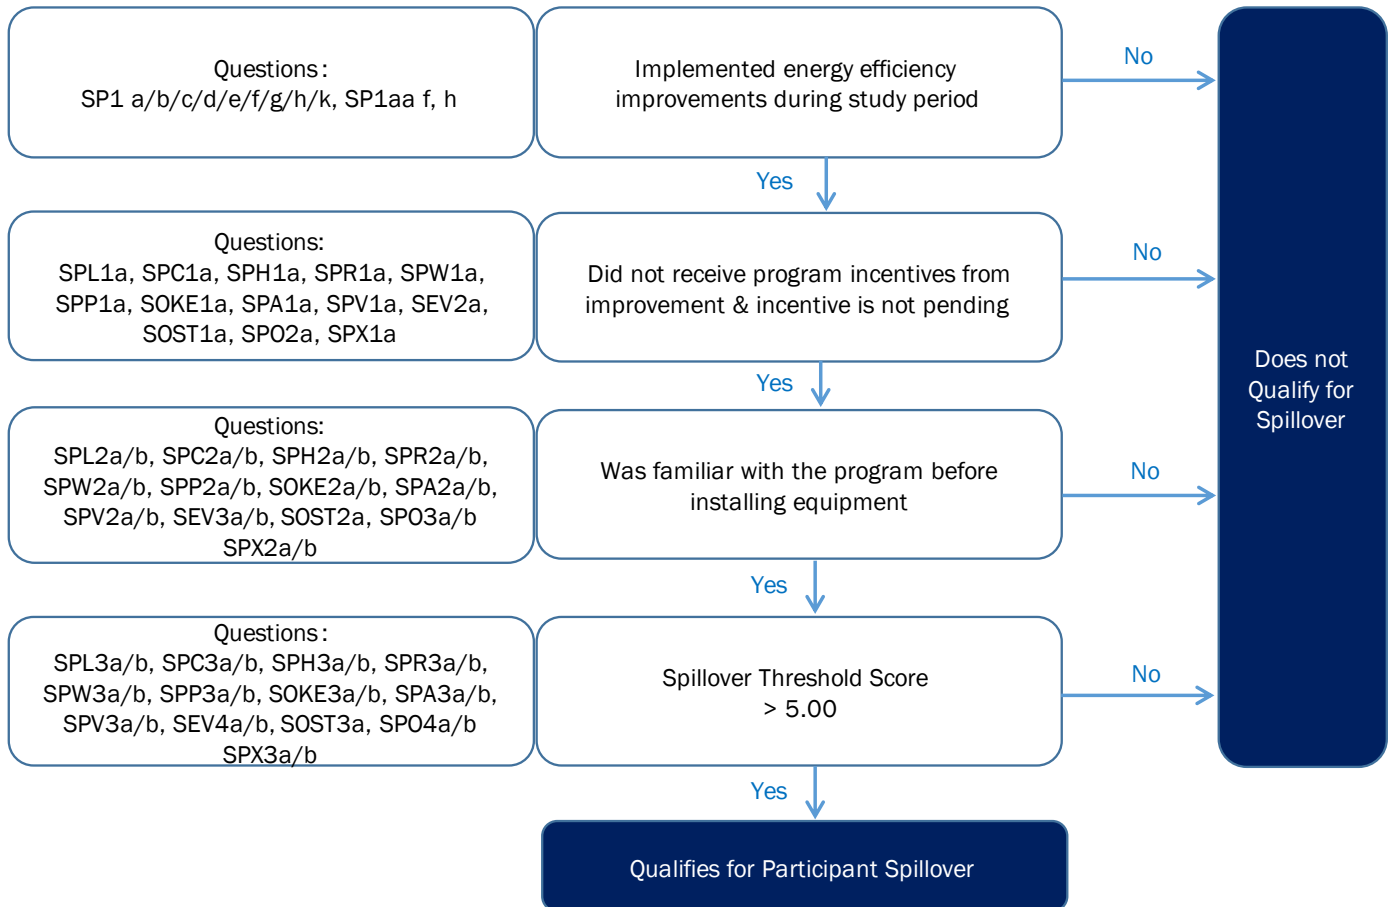 Questions:
SP1 a/b/c/d/e/f/g/h/k, SP1aa f, h
Implemented energy efficiency
improvements during study period
No
Yes
Questions:
SPL1a, SPC1a, SPH1a, SPR1a, SPW1a,
SPP1a, SOKE1a, SPA1a, SPV1a, SEV2a,
SOST1a, SPO2a, SPX1a
Did not receive program incentives from
improvement & incentive is not pending
No
Yes
Questions:
SPL2a/b, SPC2a/b, SPH2a/b, SPR2a/b,
SPW2a/b, SPP2a/b, SOKE2a/b, SPA2a/b,
SPV2a/b, SEV3a/b, SOST2a, SPO3a/b
SPX2a/b
Was familiar with the program before
installing equipment
No
Yes
Questions:
SPL3a/b, SPC3a/b, SPH3a/b, SPR3a/b,
SPW3a/b, SPP3a/b, SOKE3a/b, SPA3a/b,
SPV3a/b, SEV4a/b, SOST3a, SPO4a/b
SPX3a/b
Spillover Threshold Score
> 5.00
No
Yes
Does not
Qualify for
Spillover
Qualifies for Participant Spillover